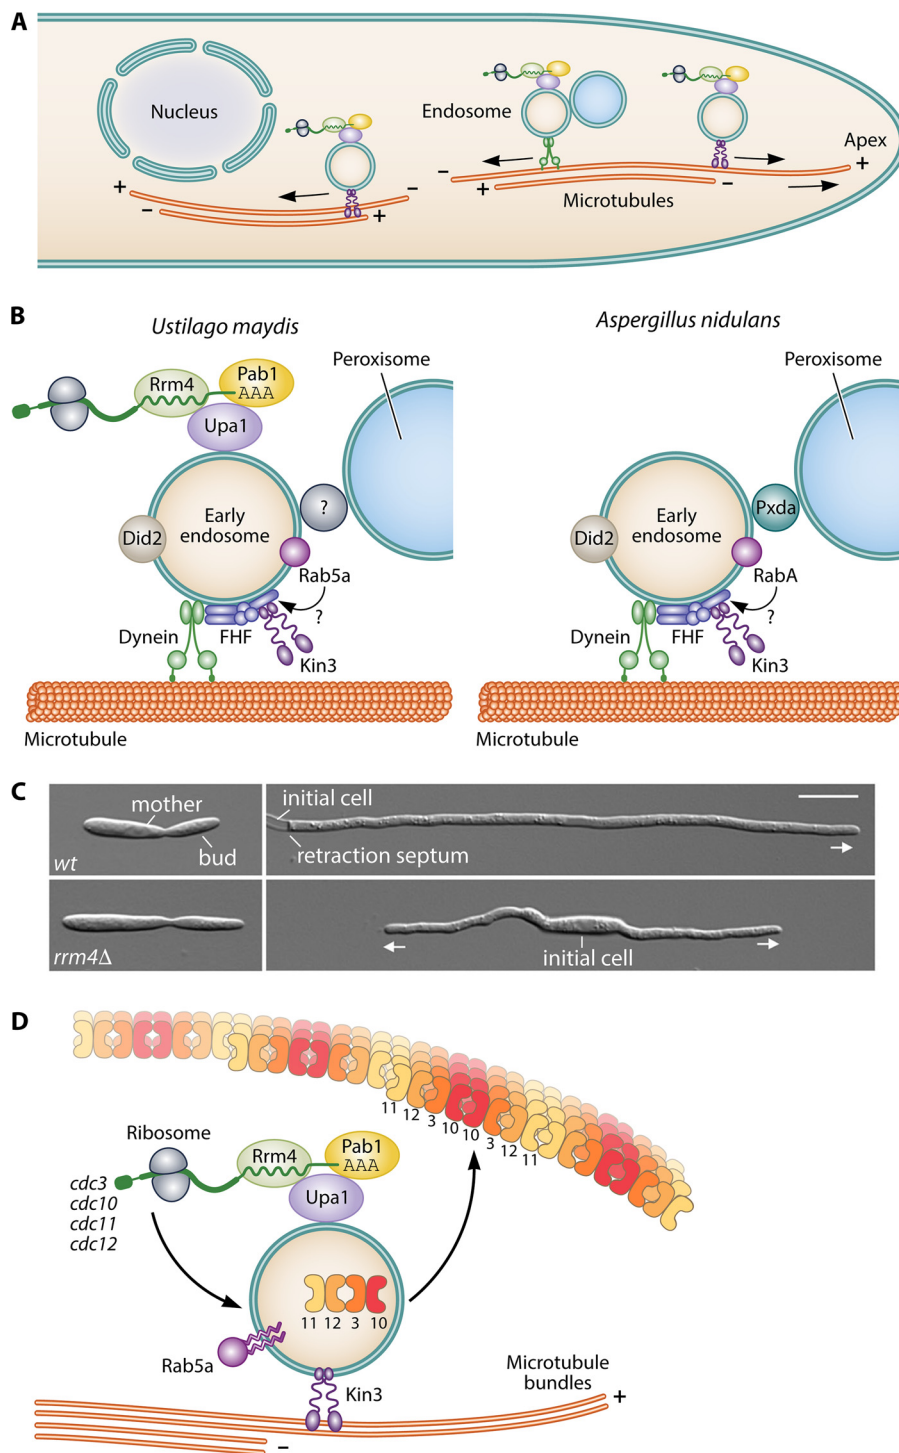 A
Nucleus
Endosome
Apex
+
-
-
+
-
+
-
+
Microtubules
B
Ustilago maydis
Aspergillus nidulans
Peroxisome
Peroxisome
Rrm4
Pab1
AAA
Upa1
Did2
Early
endosome
?
Rab5a
?
Dynein
FHF
Kin3
Microtubule
Did2
Early
endosome
Pxda
RabA
?
Dynein
FHF
Kin3
Microtubule
C
mother
bud
wt
initial cell
retraction septum
rrm4Δ
initial cell
D
11 12 3 10 10 3 12 11
Ribosome
Rrm4
Pab1
AAA
Upa1
cdc3
cdc10
cdc11
cdc12
11 12 3 10
Rab5a
Kin3
Microtubule
bundles
+
-